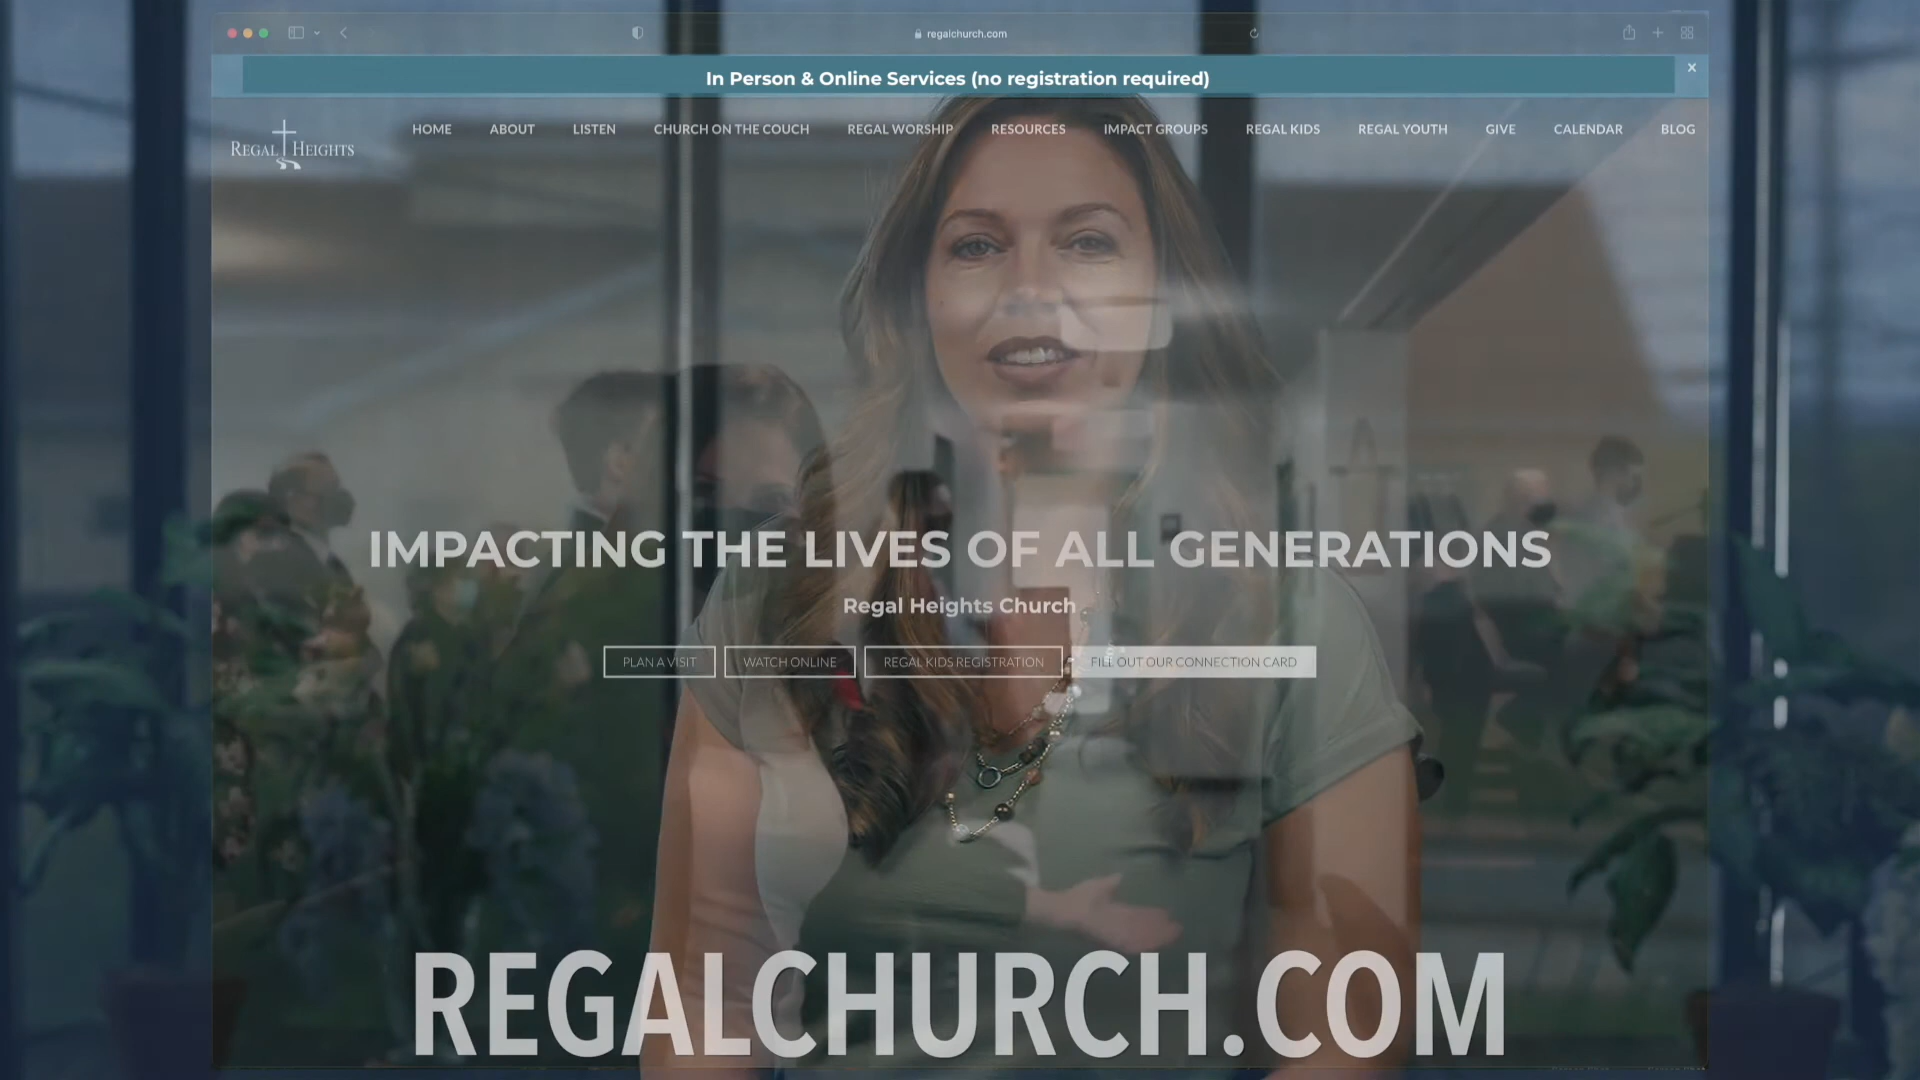 regalchurch.com
In Person & Online Services (no registration required)
REGAL HEIGHTS
HOME ABOUT LISTEN CHURCH ON THE COUCH REGAL WORSHIP RESOURCES IMPACT GROUPS REGAL KIDS REGAL YOUTH GIVE CALENDAR BLOG
IMPACTING THE LIVES OF ALL GENERATIONS
Regal Heights Church
PLAN A VISIT WATCH ONLINE REGAL KIDS REGISTRATION FILL OUT OUR CONNECTION CARD
REGALCHURCH.COM